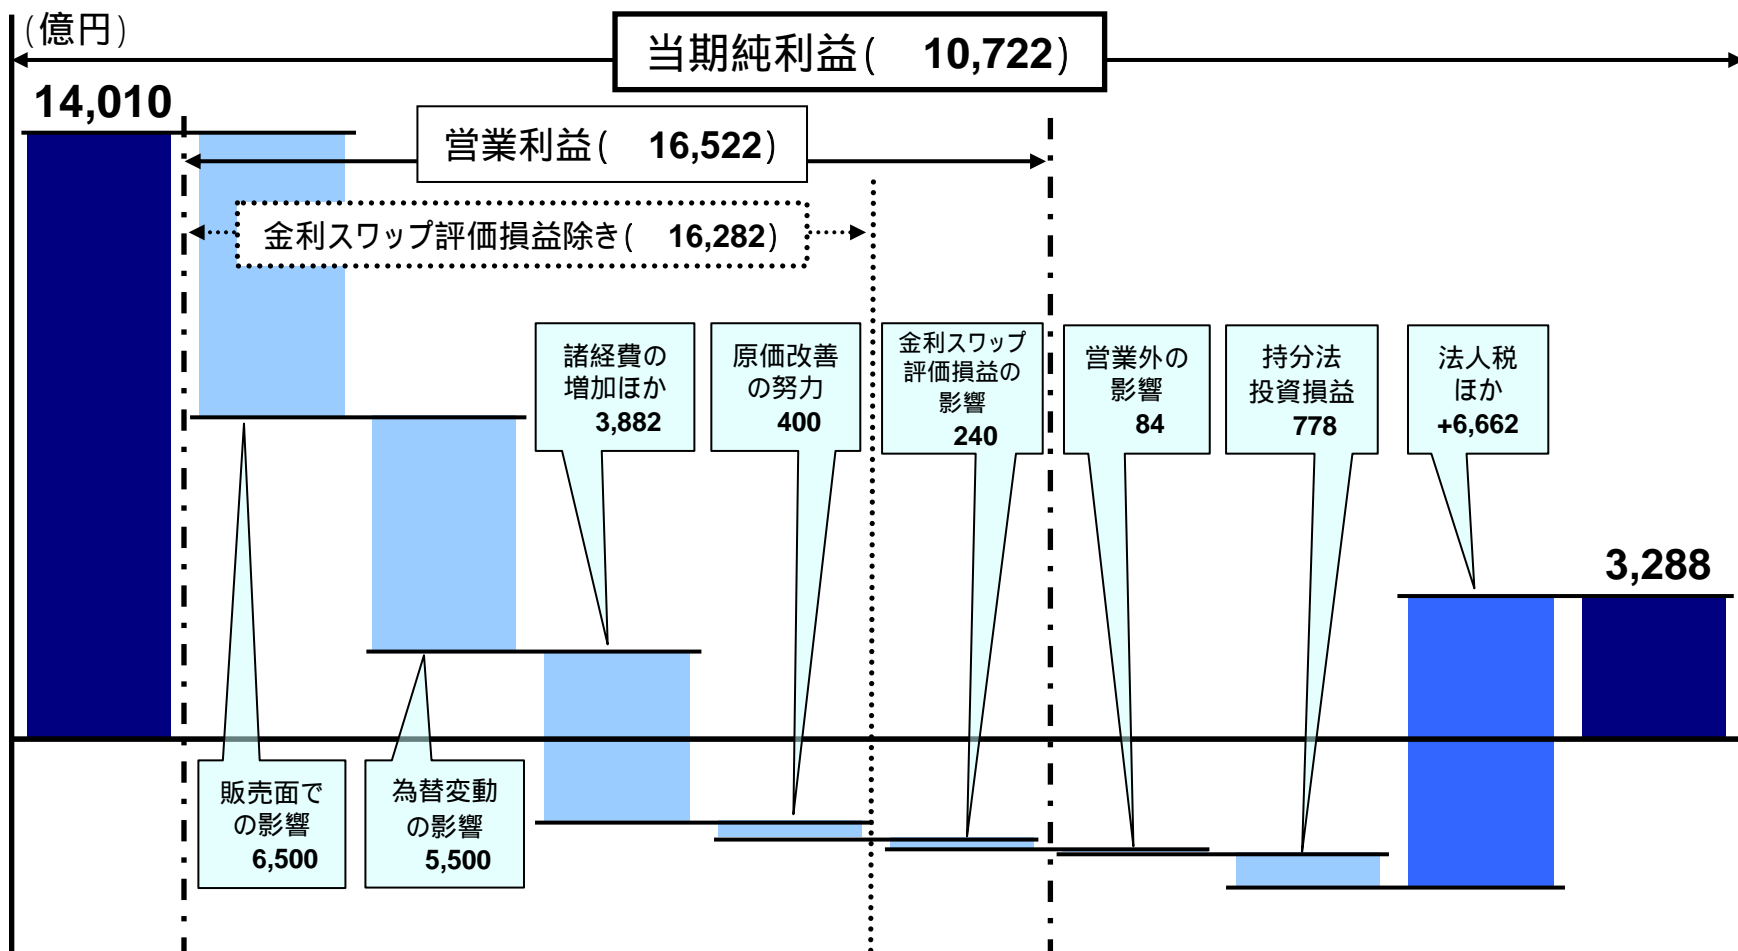 (億円)
当期純利益( 10,722)
14,010
営業利益( 16,522)
金利スワップ評価損益除き( 16,282)
諸経費の
増加ほか
3,882
原価改善
の努力
400
金利スワップ
評価損益の
影響
240
営業外の
影響
84
持分法
投資損益
778
法人税
ほか
+6,662
3,288
販売面で
の影響
6,500
為替変動
の影響
5,500